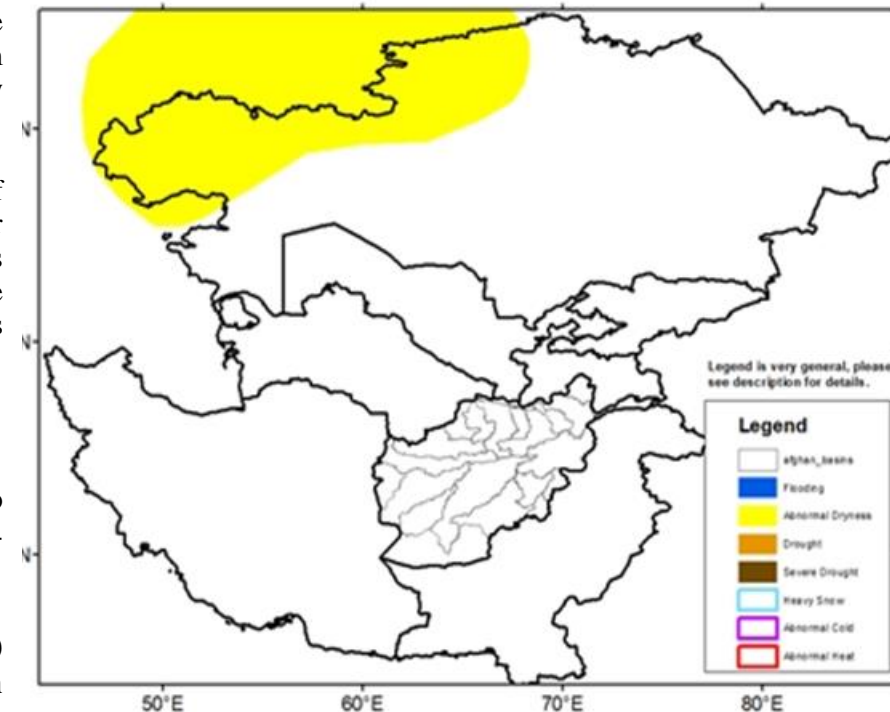 Legend is very general, please
see description for details.
Legend
afghan_basins
Flooding
Abnormal Dryness
Drought
Severe Drought
Heavy Snow
Abnormal Cold
Abnormal Heat
50°E
60°E
70°E
80°E